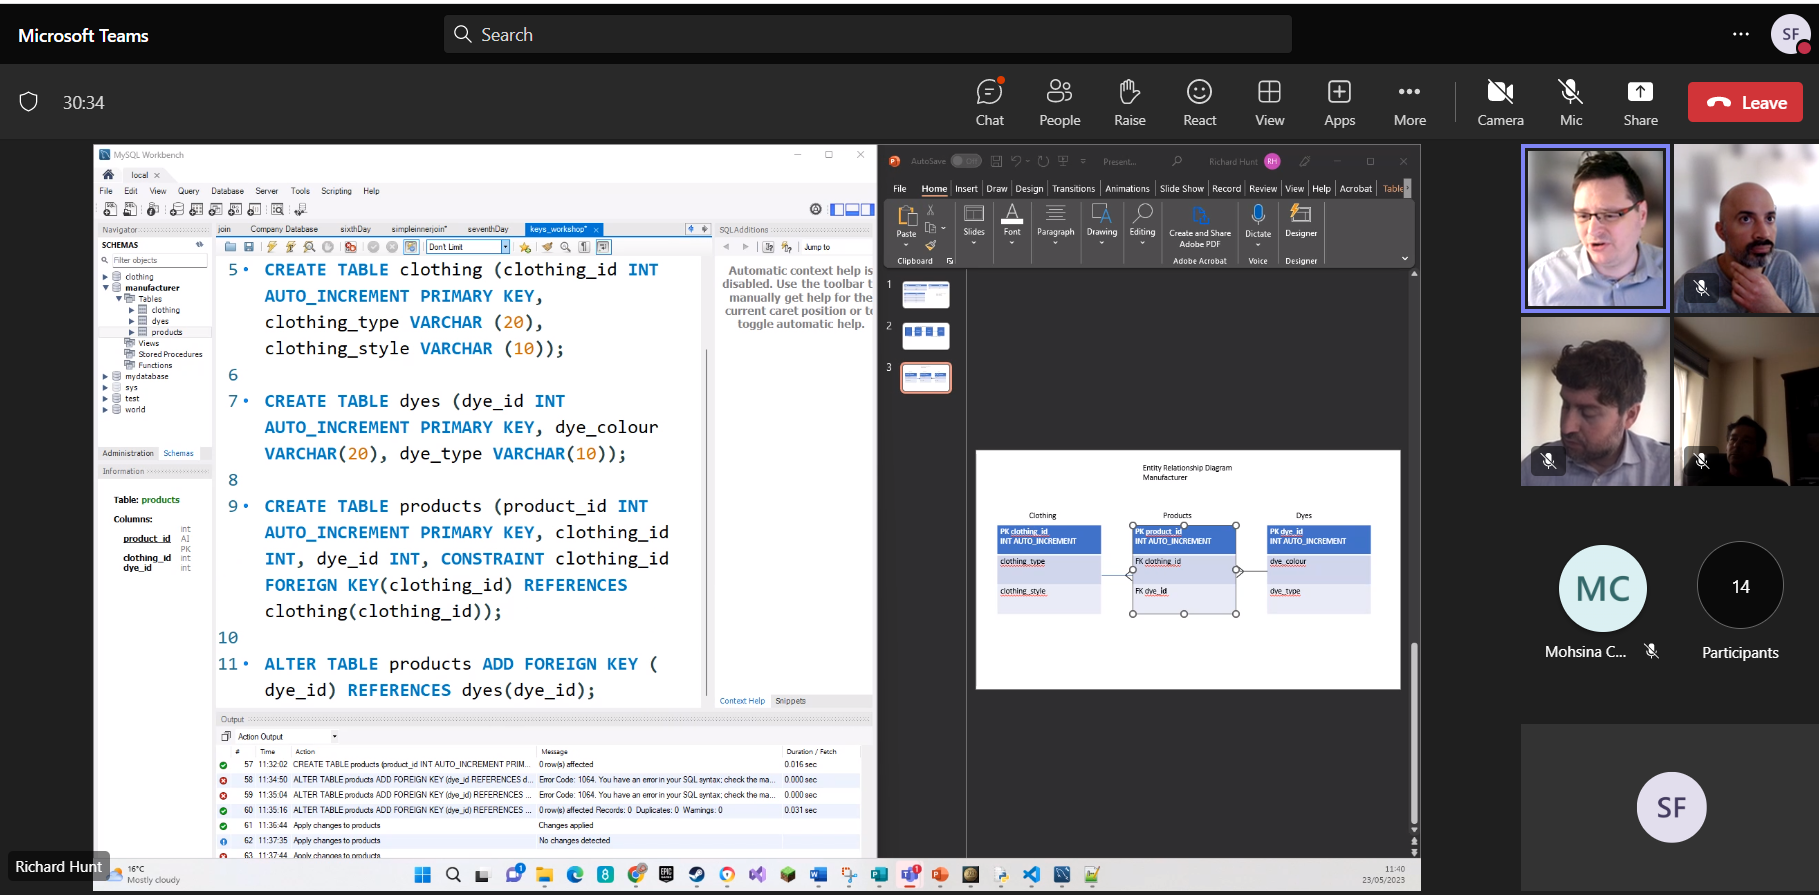 Microsoft Teams
Search
SF
30:34
Chat
People
Raise
React
View
Apps
More
Camera
Mic
Share
Leave
MySQL Workbench
local
File Edit View Query Database Server Tools Scripting Help
Navigator
SCHEMAS
Filter objects
clothing
manufacturer
Tables
clothing
dyes
products
Views
Stored Procedures
Functions
mydatabase
sys
test
world
Administration Schemas
Information
Table: products
Columns:
product_id int AI PK
clothing_id int
dye_id int
join Company Database sixthDay simpleinnerjoin* seventhDay keys_workshop*
Don't Limit
5 CREATE TABLE clothing (clothing_id INT
AUTO_INCREMENT PRIMARY KEY,
clothing_type VARCHAR (20),
clothing_style VARCHAR (10));
6
7 CREATE TABLE dyes (dye_id INT
AUTO_INCREMENT PRIMARY KEY, dye_colour
VARCHAR(20), dye_type VARCHAR(10));
8
9 CREATE TABLE products (product_id INT
AUTO_INCREMENT PRIMARY KEY, clothing_id
INT, dye_id INT, CONSTRAINT clothing_id
FOREIGN KEY(clothing_id) REFERENCES
clothing(clothing_id));
10
11 ALTER TABLE products ADD FOREIGN KEY (
dye_id) REFERENCES dyes(dye_id);
SQLAdditions
Jump to
Automatic context help is
disabled. Use the toolbar t
manually get help for the
current caret position or to
toggle automatic help.
Context Help Snippets
Output
Action Output
# Time Action Message Duration / Fetch
57 11:32:02 CREATE TABLE products (product_id INT AUTO_INCREMENT PRIM... 0 row(s) affected 0.016 sec
58 11:34:50 ALTER TABLE products ADD FOREIGN KEY (dye_id REFERENCES d... Error Code: 1064. You have an error in your SQL syntax; check the ma... 0.000 sec
59 11:35:04 ALTER TABLE products ADD FOREIGN KEY (dye_id) REFERENCES ... Error Code: 1064. You have an error in your SQL syntax; check the ma... 0.000 sec
60 11:35:16 ALTER TABLE products ADD FOREIGN KEY (dye_id) REFERENCES ... 0 row(s) affected Records: 0 Duplicates: 0 Warnings: 0 0.031 sec
61 11:36:44 Apply changes to products Changes applied
62 11:37:35 Apply changes to products No changes detected
63 11:37:44 Apply changes to products
AutoSave Off Present... Richard Hunt RH
File Home Insert Draw Design Transitions Animations Slide Show Record Review View Help Acrobat Table
Paste
Slides
Font
Paragraph
Drawing
Editing
Create and Share
Adobe PDF
Dictate
Designer
Clipboard
Adobe Acrobat
Voice
Designer
1
2
3
Entity Relationship Diagram
Manufacturer
Clothing
PK clothing_id
INT AUTO_INCREMENT
clothing_type
clothing_style
Products
PK product_id
INT AUTO_INCREMENT
FK clothing_id
FK dye_id
Dyes
PK dye_id
INT AUTO_INCREMENT
dye_colour
dye_type
MC
Mohsina C...
14
Participants
SF
Richard Hunt
16°C
Mostly cloudy
11:40
23/05/2023